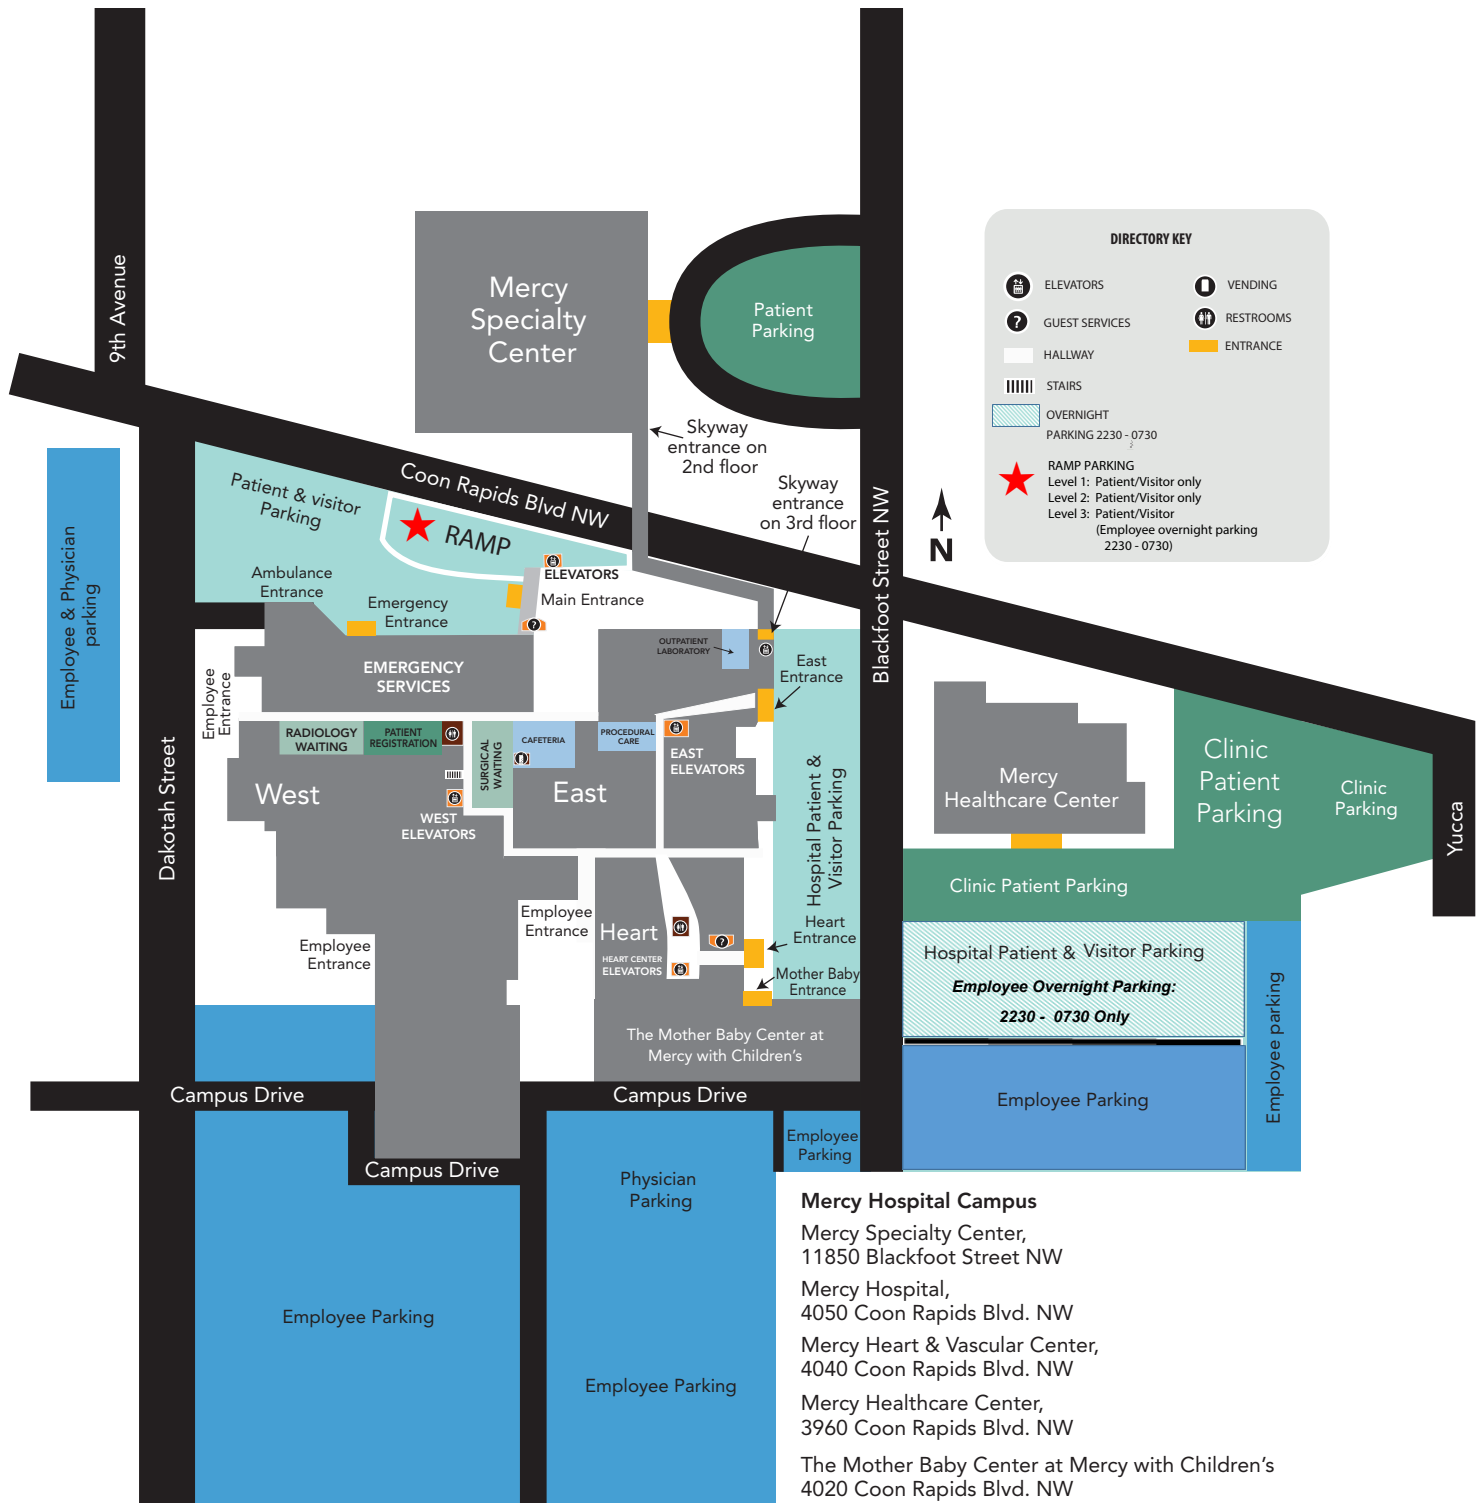 9th Avenue
Mercy
Specialty
Center
Patient
Parking
DIRECTORY KEY
ELEVATORS
VENDING
? GUEST SERVICES
RESTROOMS
HALLWAY
ENTRANCE
STAIRS
OVERNIGHT
PARKING 2230 - 0730
RAMP PARKING
Level 1: Patient/Visitor only
Level 2: Patient/Visitor only
Level 3: Patient/Visitor
(Employee overnight parking
2230 - 0730)
Skyway
entrance on
2nd floor
Skyway
entrance
on 3rd floor
Coon Rapids Blvd NW
Blackfoot Street NW
N
Patient & visitor
Parking
RAMP
ELEVATORS
Main Entrance
?
Ambulance
Entrance
Emergency
Entrance
Employee & Physician
parking
EMERGENCY
SERVICES
OUTPATIENT
LABORATORY
East
Entrance
Employee
Entrance
Dakotah Street
RADIOLOGY
WAITING
PATIENT
REGISTRATION
SURGICAL
WAITING
CAFETERIA
PROCEDURAL
CARE
EAST
ELEVATORS
West
East
WEST
ELEVATORS
Hospital Patient &
Visitor Parking
Mercy
Healthcare Center
Clinic
Patient
Parking
Clinic
Parking
Yucca
Clinic Patient Parking
Employee
Entrance
Employee
Entrance
Heart
?
HEART CENTER
ELEVATORS
Heart
Entrance
Mother Baby
Entrance
Hospital Patient & Visitor Parking
Employee Overnight Parking:
2230 - 0730 Only
Employee parking
The Mother Baby Center at
Mercy with Children's
Campus Drive
Campus Drive
Employee Parking
Employee
Parking
Campus Drive
Physician
Parking
Employee Parking
Employee Parking
Mercy Hospital Campus
Mercy Specialty Center,
11850 Blackfoot Street NW
Mercy Hospital,
4050 Coon Rapids Blvd. NW
Mercy Heart & Vascular Center,
4040 Coon Rapids Blvd. NW
Mercy Healthcare Center,
3960 Coon Rapids Blvd. NW
The Mother Baby Center at Mercy with Children's
4020 Coon Rapids Blvd. NW